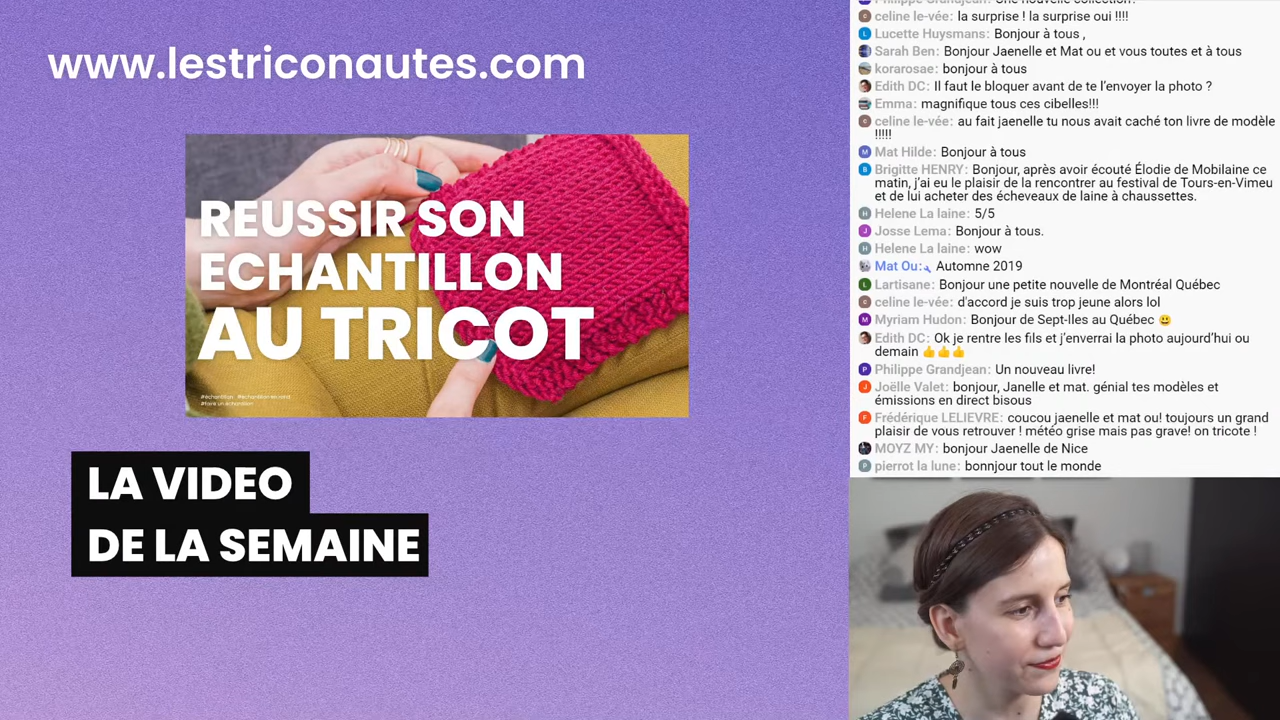 www.lestriconautes.com
REUSSIR SON
ECHANTILLON
AU TRICOT
#échantillon #échantillon en rond
#faire un échantillon
LA VIDEO
DE LA SEMAINE
celine le-vée: la surprise ! la surprise oui !!!!
Lucette Huysmans: Bonjour à tous ,
Sarah Ben: Bonjour Jaenelle et Mat ou et vous toutes et à tous
korarosae: bonjour à tous
Edith DC: Il faut le bloquer avant de te l'envoyer la photo ?
Emma: magnifique tous ces cibelles!!!
celine le-vée: au fait jaenelle tu nous avait caché ton livre de modèle
!!!!!
Mat Hilde: Bonjour à tous
Brigitte HENRY: Bonjour, après avoir écouté Élodie de Mobilaine ce
matin, j'ai eu le plaisir de la rencontrer au festival de Tours-en-Vimeu
et de lui acheter des écheveaux de laine à chaussettes.
Helene La laine: 5/5
Josse Lema: Bonjour à tous.
Helene La laine: wow
Mat Ou: Automne 2019
Lartisane: Bonjour une petite nouvelle de Montréal Québec
celine le-vée: d'accord je suis trop jeune alors lol
Myriam Hudon: Bonjour de Sept-Iles au Québec 😃
Edith DC: Ok je rentre les fils et j'enverrai la photo aujourd'hui ou
demain 👍👍👍
Philippe Grandjean: Un nouveau livre!
Joëlle Valet: bonjour, Janelle et mat. génial tes modèles et
émissions en direct bisous
Frédérique LELIEVRE: coucou jaenelle et mat ou! toujours un grand
plaisir de vous retrouver ! météo grise mais pas grave! on tricote !
MOYZ MY: bonjour Jaenelle de Nice
pierrot la lune: bonnjour tout le monde